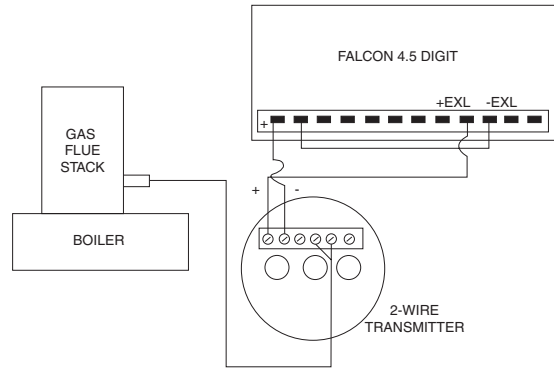 FALCON 4.5 DIGIT
+EXL -EXL
+
GAS
FLUE
STACK
+ -
BOILER
2-WIRE
TRANSMITTER